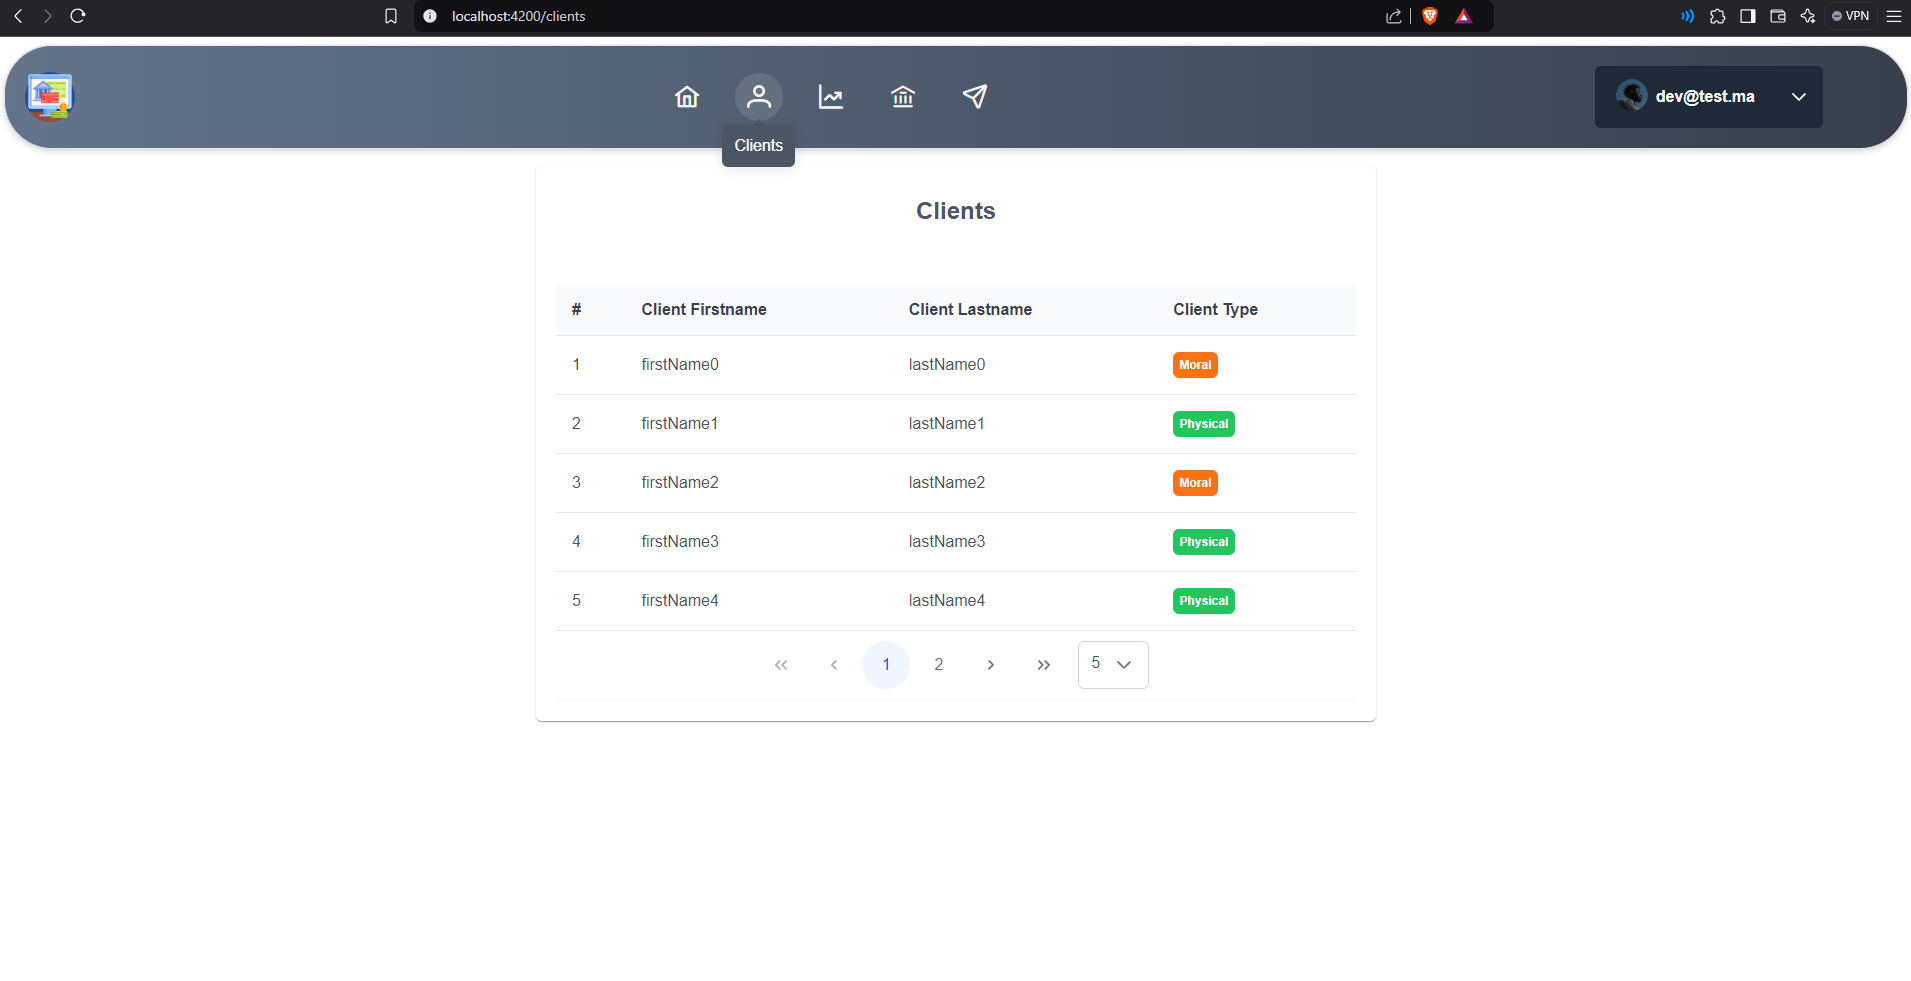 localhost:4200/clients
VPN
dev@test.ma
Clients
Clients
# Client Firstname Client Lastname Client Type
1 firstName0 lastName0 Moral
2 firstName1 lastName1 Physical
3 firstName2 lastName2 Moral
4 firstName3 lastName3 Physical
5 firstName4 lastName4 Physical
1 2 5